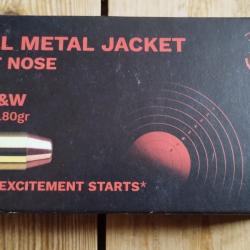 L METAL JACKET
T NOSE
&W
180gr
EXCITEMENT STARTS*